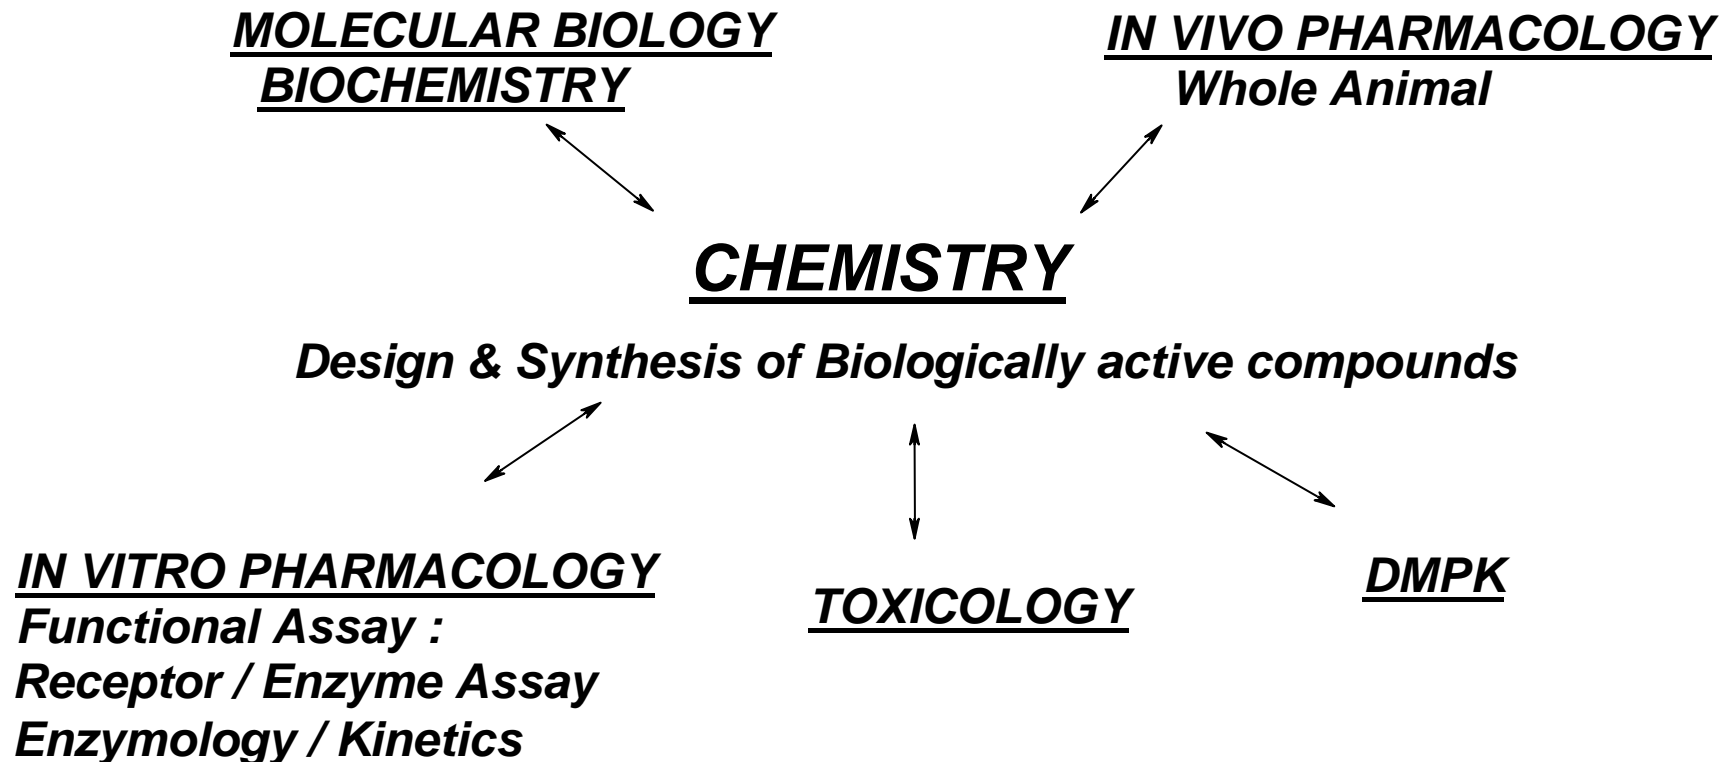 MOLECULAR BIOLOGY
BIOCHEMISTRY
IN VIVO PHARMACOLOGY
Whole Animal
CHEMISTRY
Design & Synthesis of Biologically active compounds
IN VITRO PHARMACOLOGY
Functional Assay :
Receptor / Enzyme Assay
Enzymology / Kinetics
TOXICOLOGY
DMPK